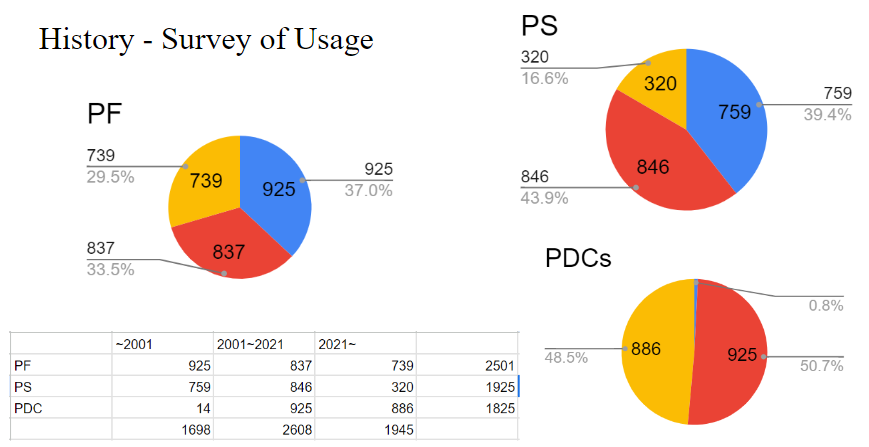 History - Survey of Usage
PF
739
29.5%
739
925
925
37.0%
837
837
33.5%
PS
320
16.6%
320
759
759
39.4%
846
846
43.9%
PDCs
0.8%
886
48.5%
925
50.7%
~2001 2001~2021 2021~
PF 925 837 739 2501
PS 759 846 320 1925
PDC 14 925 886 1825
1698 2608 1945